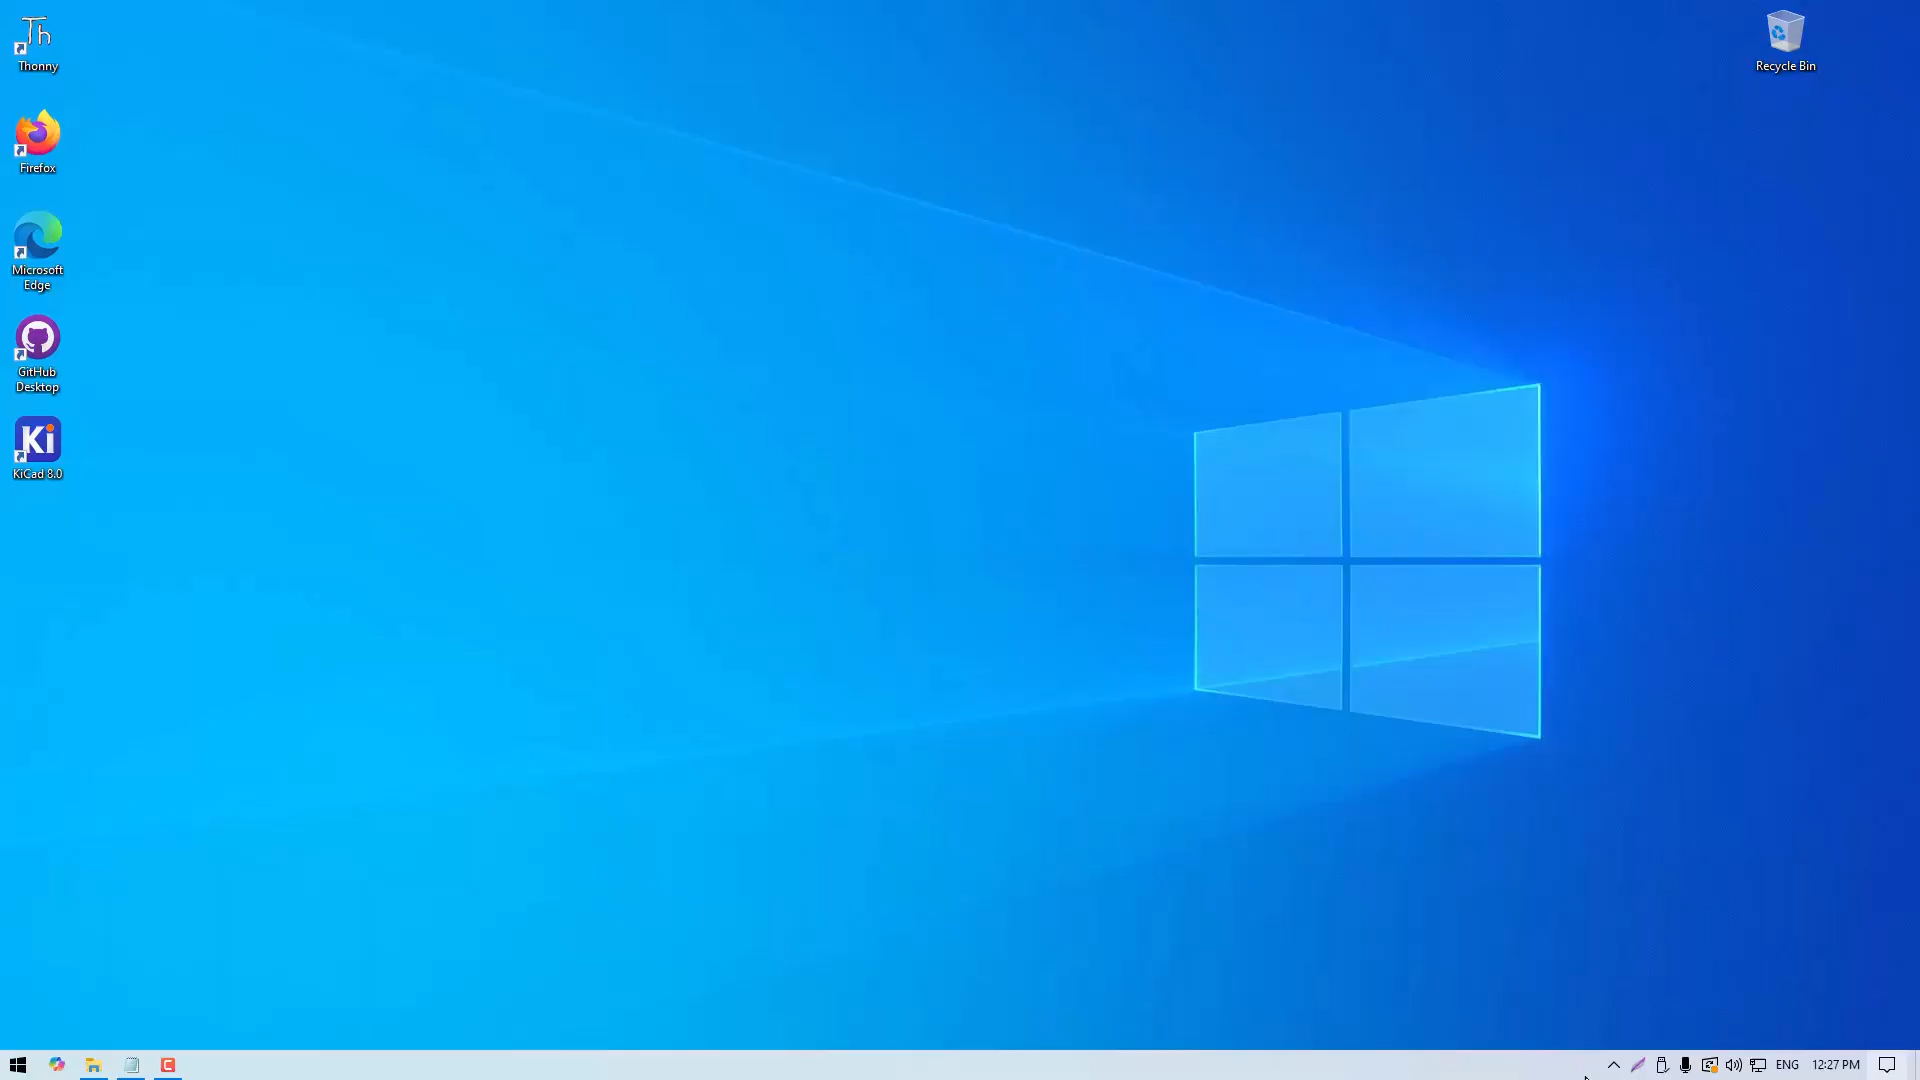 Th
Thonny
Recycle Bin
Firefox
Microsoft
Edge
GitHub
Desktop
Ki
KiCad 8.0
C
ENG
12:27 PM